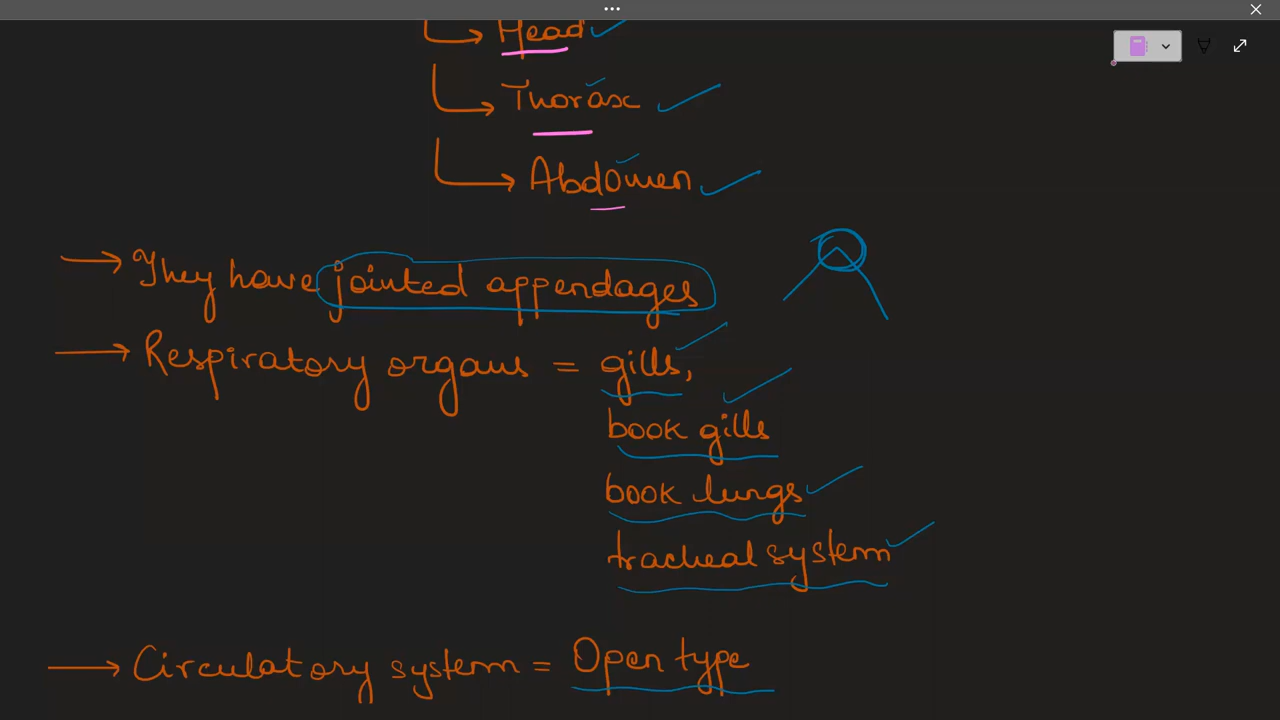 → Head
→ Thorax
→ Abdomen
→ They have jointed appendages
→ Respiratory organs = gills,
book gills
book lungs
tracheal system
→ Circulatory system = Open type